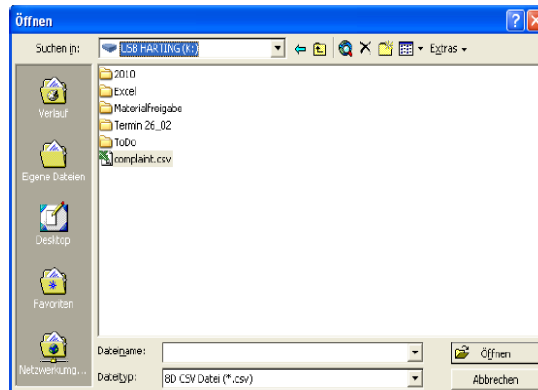 Öffnen
Suchen in: USB HARTING (K:) Extras
Verlauf
Eigene Dateien
Desktop
Favoriten
Netzwerkumg...
2010
Excel
Materialfreigabe
Termin 26_02
ToDo
complaint.csv
Dateiname: Öffnen
Dateityp: 8D CSV Datei (*.csv) Abbrechen